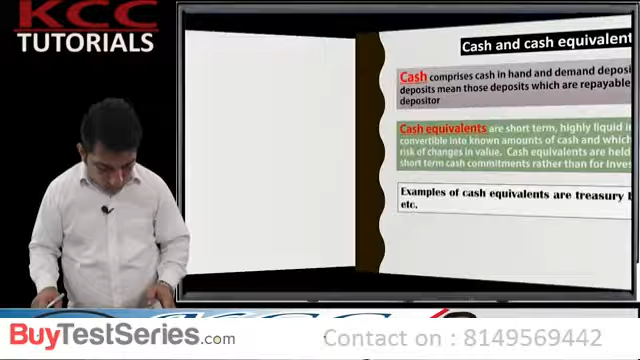 KCC
TUTORIALS
Cash and cash equivalent
Cash comprises cash in hand and demand
deposits mean those deposits which are repayable
depositor
Cash equivalents are short term, highly liquid
convertible into known amounts of cash and which
risk of changes in value. Cash equivalents are held
short term cash commitments rather than for
Examples of cash equivalents are treasury
etc.
BuyTestSeries.com
Contact on : 8149569442